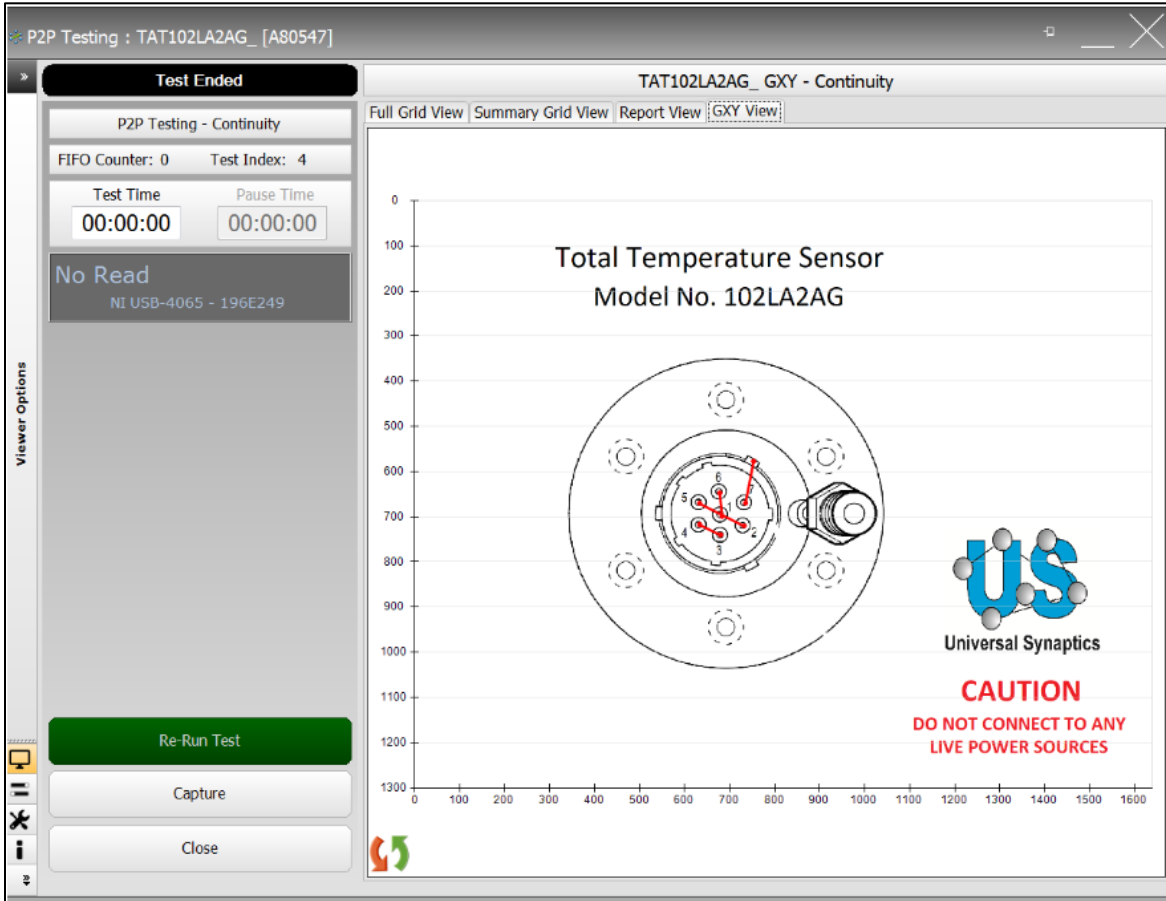 P2P Testing : TAT102LA2AG_ [A80547]
Test Ended
P2P Testing - Continuity
FIFO Counter: 0 Test Index: 4
Test Time Pause Time
00:00:00 00:00:00
No Read
NI USB-4065 - 196E249
Viewer Options
Re-Run Test
Capture
Close
TAT102LA2AG_ GXY - Continuity
Full Grid View Summary Grid View Report View GXY View
Total Temperature Sensor
Model No. 102LA2AG
0
100
200
300
400
500
600
700
800
900
1000
1100
1200
1300
0 100 200 300 400 500 600 700 800 900 1000 1100 1200 1300 1400 1500 1600
6
5
1
4
2
3
US
Universal Synaptics
CAUTION
DO NOT CONNECT TO ANY
LIVE POWER SOURCES